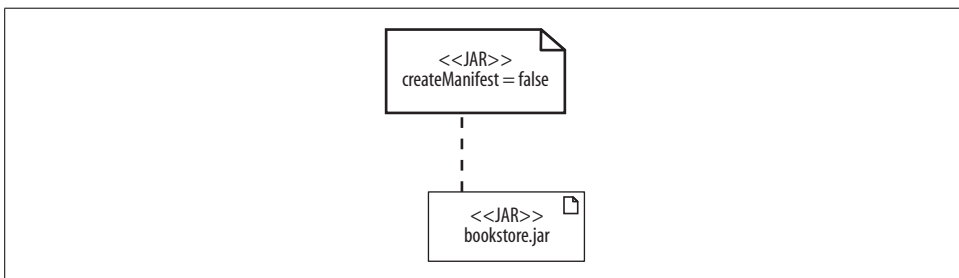 <<JAR>>
createManifest = false
<<JAR>>
bookstore.jar